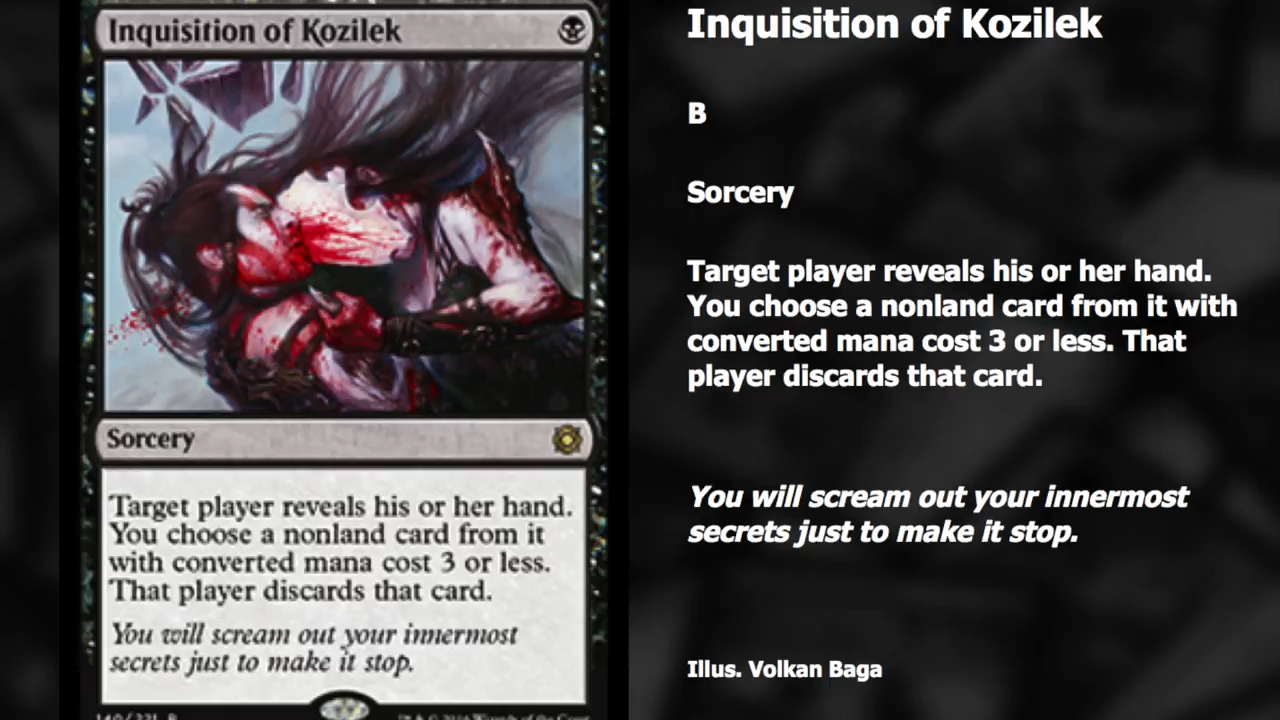 Inquisition of Kozilek
Sorcery
Target player reveals his or her hand.
You choose a nonland card from it
with converted mana cost 3 or less.
That player discards that card.
You will scream out your innermost
secrets just to make it stop.
Inquisition of Kozilek
B
Sorcery
Target player reveals his or her hand.
You choose a nonland card from it with
converted mana cost 3 or less. That
player discards that card.
You will scream out your innermost
secrets just to make it stop.
Illus. Volkan Baga